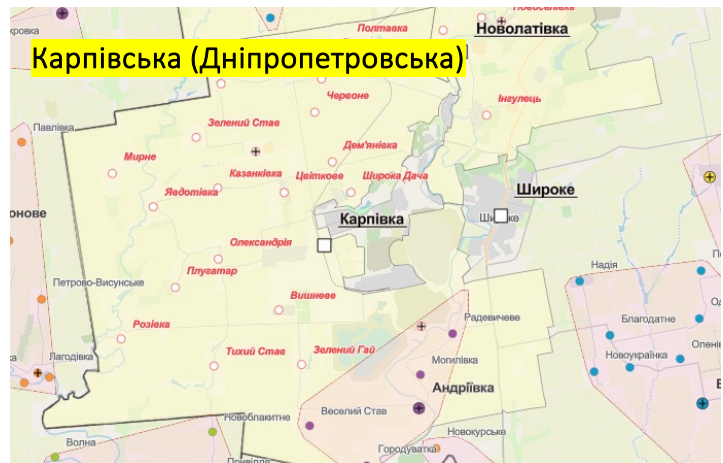 Карпівська (Дніпропетровська)
Полтавка
Новолатівка
Червоне
Інгулець
Павлівка
Зелений Став
Дем'янівка
Мирне
Казанківка
Цвіткове
Широка Дача
Явдотівка
Широке
Карпівка
онове
Олександрія
Плугатар
Петрово-Висунське
Надія
Вишневе
Радевичеве
Благодатне
Розівка
Лагодівка
Тихий Став
Зелений Гай
Могилівка
Новоукраїнка
Андріївка
Новоблакитне
Веселий Став
Новокурське
Волна
Городуватка